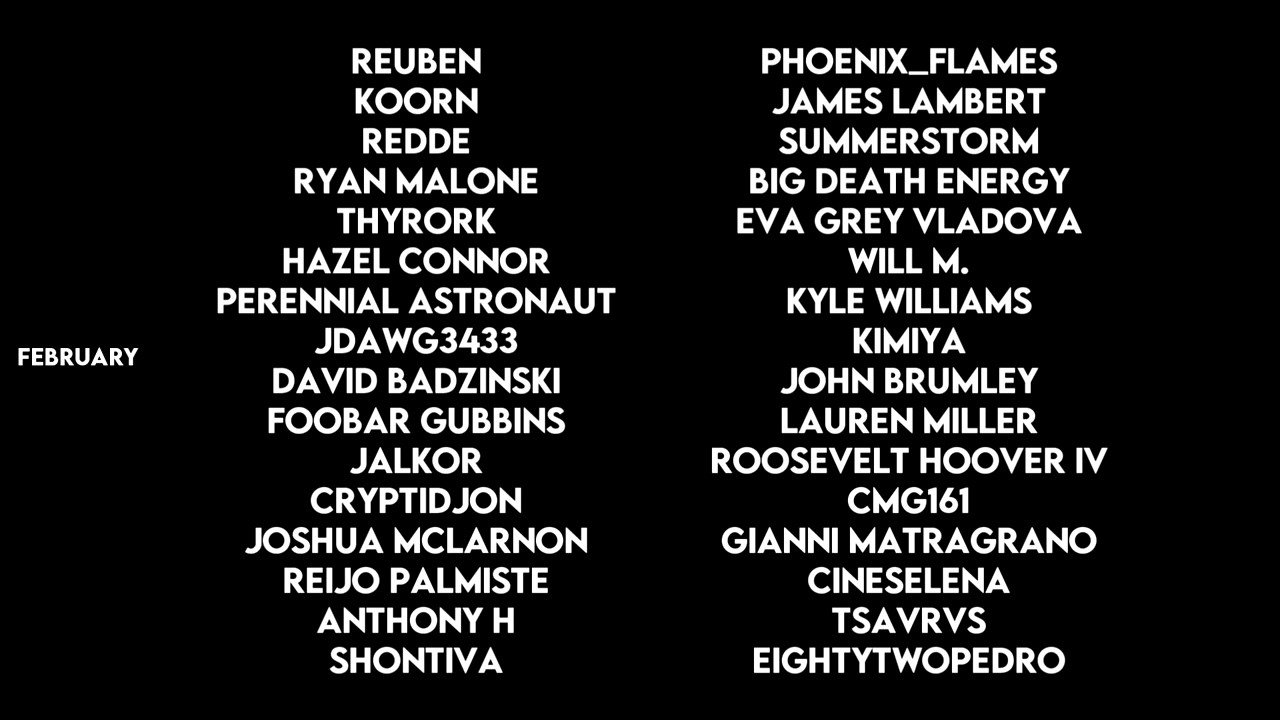 FEBRUARY
REUBEN
KOORN
REDDE
RYAN MALONE
THYRORK
HAZEL CONNOR
PERENNIAL ASTRONAUT
JDAWG3433
DAVID BADZINSKI
FOOBAR GUBBINS
JALKOR
CRYPTIDJON
JOSHUA MCLARNON
REIJO PALMISTE
ANTHONY H
SHONTIVA
PHOENIX_FLAMES
JAMES LAMBERT
SUMMERSTORM
BIG DEATH ENERGY
EVA GREY VLADOVA
WILL M.
KYLE WILLIAMS
KIMIYA
JOHN BRUMLEY
LAUREN MILLER
ROOSEVELT HOOVER IV
CMG161
GIANNI MATRAGRANO
CINESELENA
TSAVRVS
EIGHTYTWOPEDRO